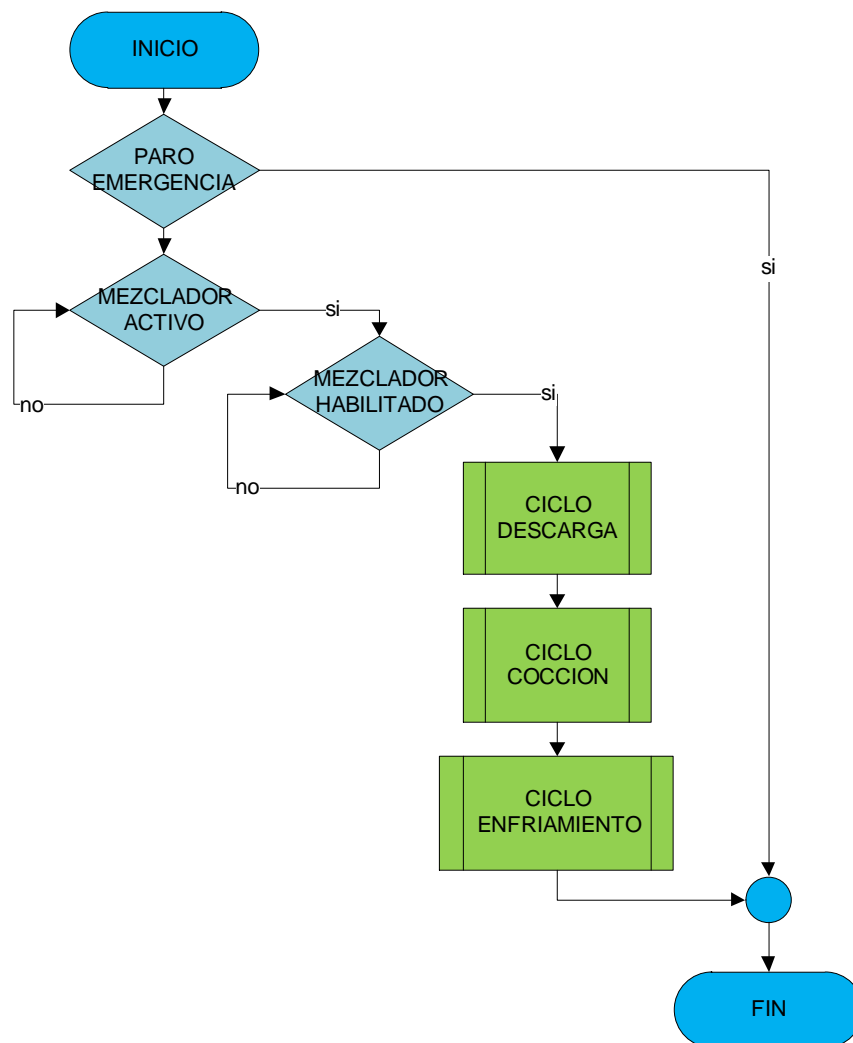 INICIO
PARO
EMERGENCIA
si
MEZCLADOR
ACTIVO
si
no
MEZCLADOR
HABILITADO
si
no
CICLO
DESCARGA
CICLO
COCCION
CICLO
ENFRIAMIENTO
FIN